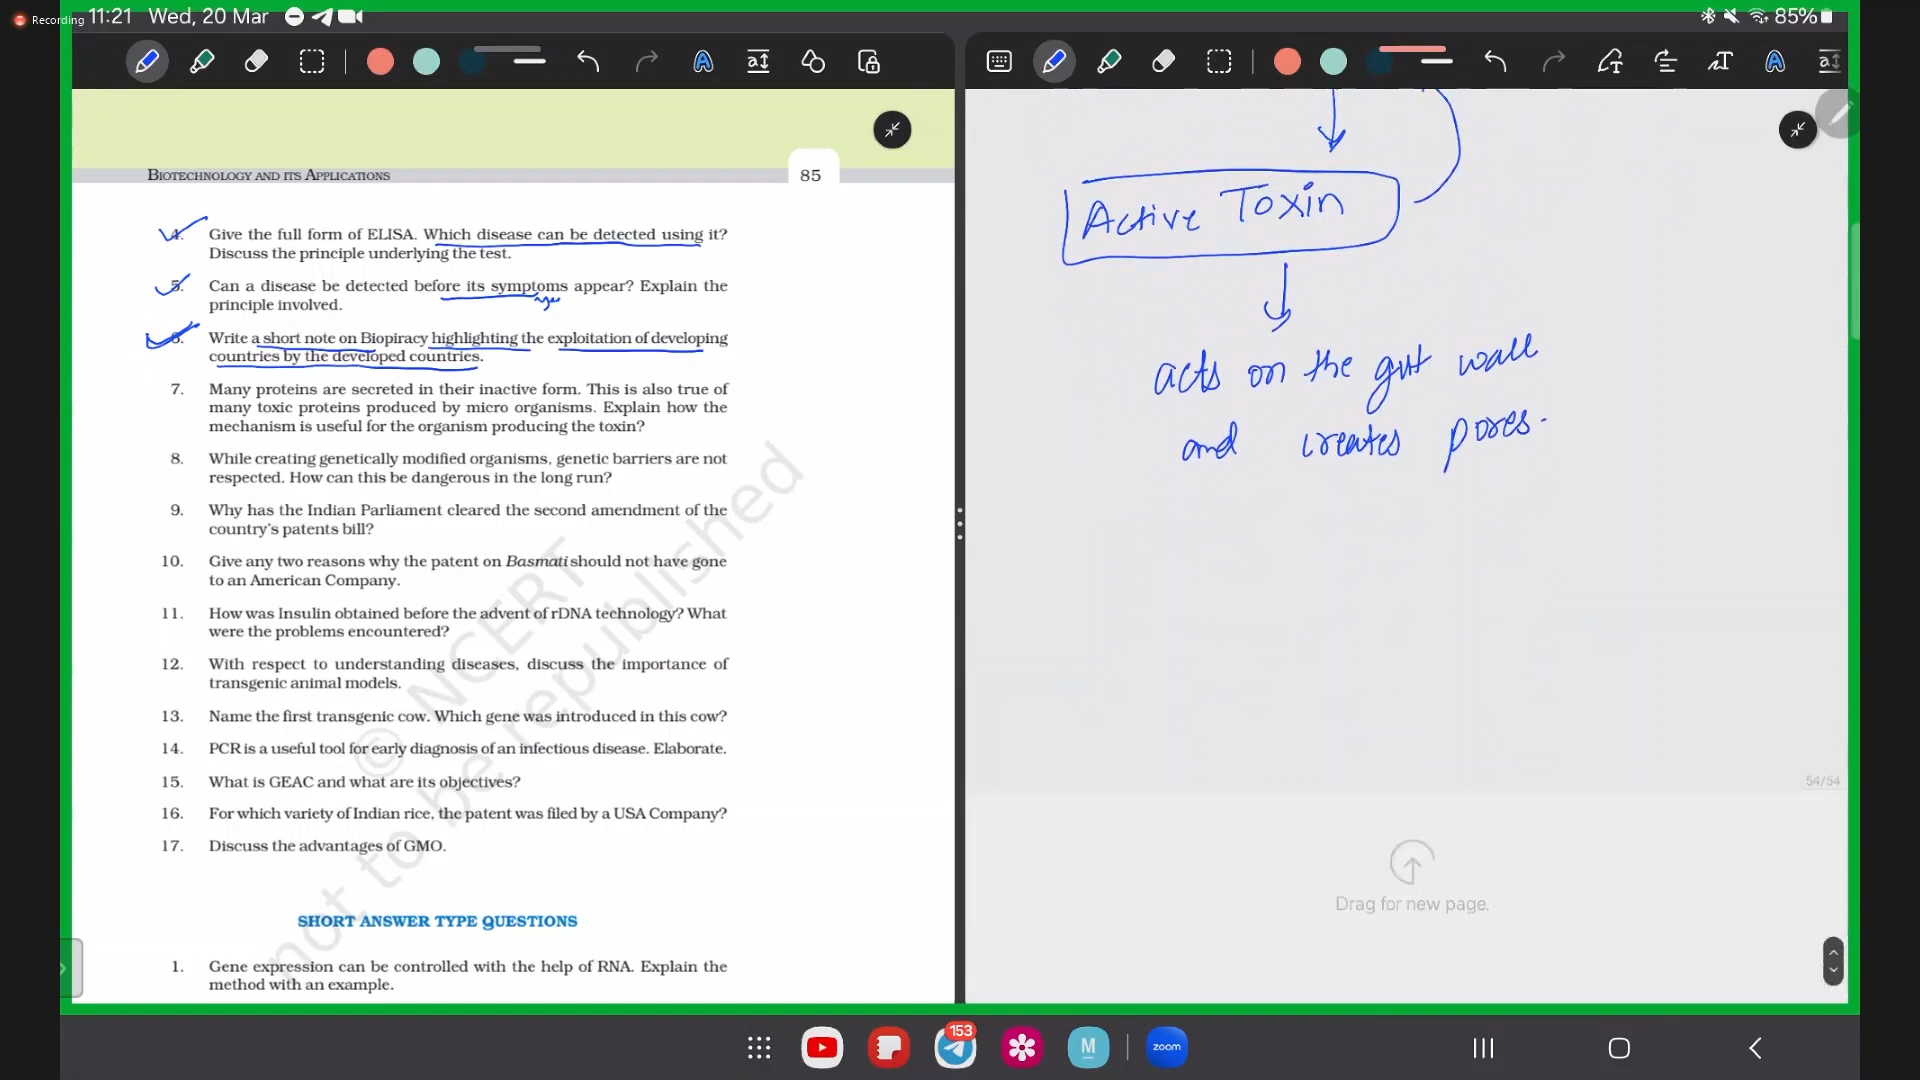 Recording 11:21 Wed, 20 Mar
85%
BIOTECHNOLOGY AND ITS APPLICATIONS
85
4. Give the full form of ELISA. Which disease can be detected using it?
Discuss the principle underlying the test.
5. Can a disease be detected before its symptoms appear? Explain the
principle involved.
6. Write a short note on Biopiracy highlighting the exploitation of developing
countries by the developed countries.
7. Many proteins are secreted in their inactive form. This is also true of
many toxic proteins produced by micro organisms. Explain how the
mechanism is useful for the organism producing the toxin?
8. While creating genetically modified organisms, genetic barriers are not
respected. How can this be dangerous in the long run?
9. Why has the Indian Parliament cleared the second amendment of the
country's patents bill?
10. Give any two reasons why the patent on Basmati should not have gone
to an American Company.
11. How was Insulin obtained before the advent of rDNA technology? What
were the problems encountered?
12. With respect to understanding diseases, discuss the importance of
transgenic animal models.
13. Name the first transgenic cow. Which gene was introduced in this cow?
14. PCR is a useful tool for early diagnosis of an infectious disease. Elaborate.
15. What is GEAC and what are its objectives?
16. For which variety of Indian rice, the patent was filed by a USA Company?
17. Discuss the advantages of GMO.
SHORT ANSWER TYPE QUESTIONS
1. Gene expression can be controlled with the help of RNA. Explain the
method with an example.
© NCERT
not to be republished
Active Toxin
acts on the gut wall
and creates pores.
54/54
Drag for new page.
153
M
zoom